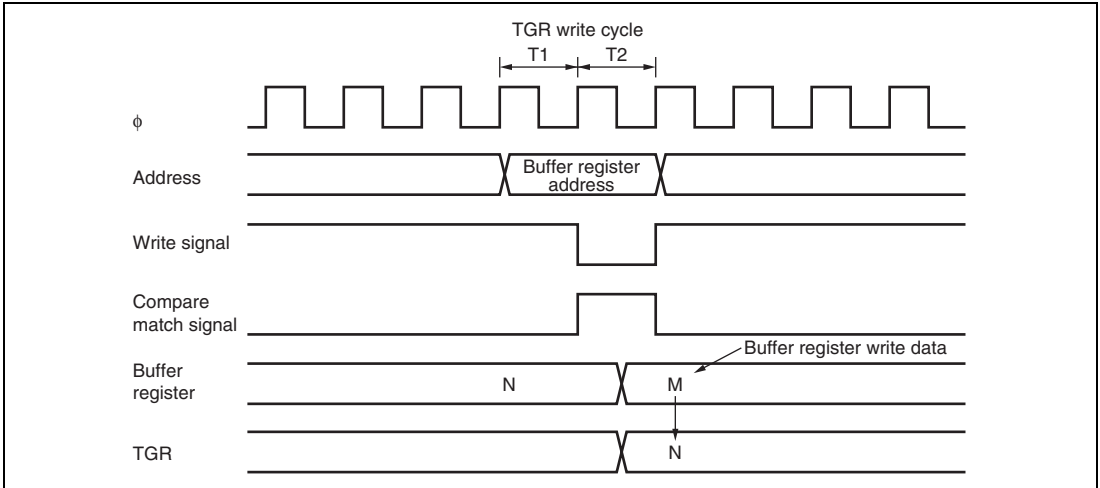 TGR write cycle
T1 T2
ϕ
Address
Buffer register
address
Write signal
Compare
match signal
Buffer register write data
Buffer
register
N M
TGR
N